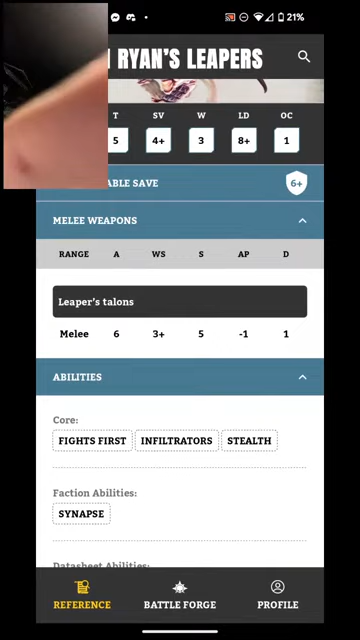 21%
RYAN'S LEAPERS
T SV W LD OC
5 4+ 3 8+ 1
SAVE 6+
MELEE WEAPONS
RANGE A WS S AP D
Leaper's talons
Melee 6 3+ 5 -1 1
ABILITIES
Core:
FIGHTS FIRST INFILTRATORS STEALTH
Faction Abilities:
SYNAPSE
Datasheet Abilities:
REFERENCE BATTLE FORGE PROFILE